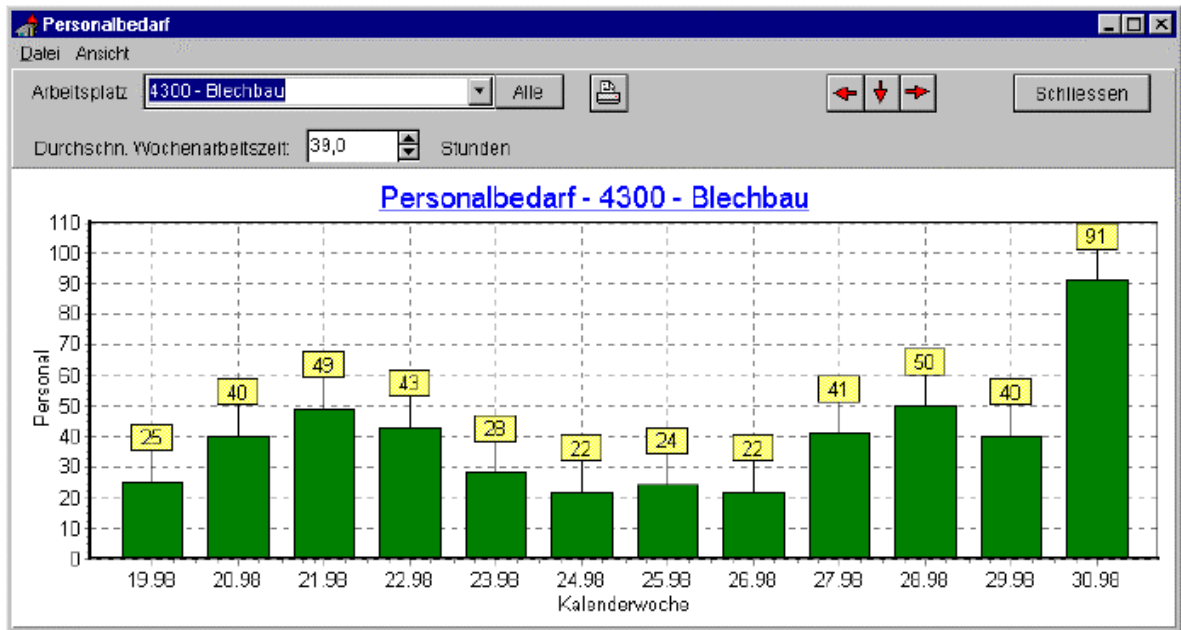 Personalbedarf
Datei Ansicht
Arbeitsplatz 4300 - Blechbau Alle Schliessen
Durchschn. Wochenarbeitszeit: 39,0 Stunden
Personalbedarf - 4300 - Blechbau
110
100
90
80
70
60
50
40
30
20
10
0
Personal
25 40 49 43 28 22 24 22 41 50 40 91
19.98 20.98 21.98 22.98 23.98 24.98 25.98 26.98 27.98 28.98 29.98 30.98
Kalenderwoche